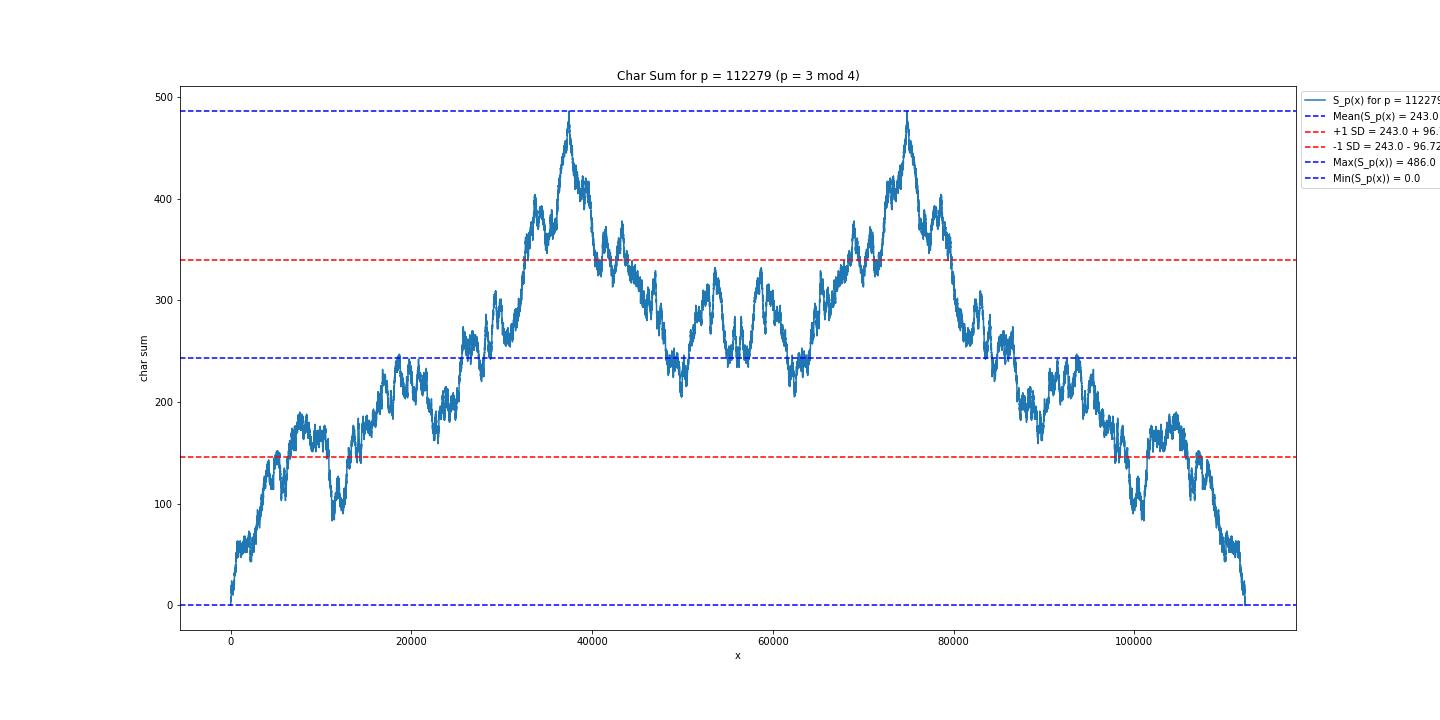 Char Sum for p = 112279 (p = 3 mod 4)
500
400
300
200
100
0
char sum
0
20000
40000
60000
80000
100000
x
S_p(x) for p = 112279
Mean(S_p(x) = 243.0
+1 SD = 243.0 + 96.
-1 SD = 243.0 - 96.72
Max(S_p(x)) = 486.0
Min(S_p(x)) = 0.0